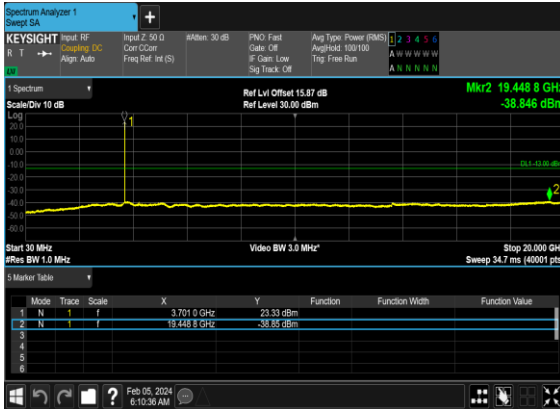 Spectrum Analyzer 1
Swept SA
+
KEYSIGHT
R T
LXI
Input: RF
Coupling: DC
Align: Auto
Input Z: 50 Ω
Corr CCorr
Freq Ref: Int (S)
#Atten: 30 dB
PNO: Fast
Gate: Off
IF Gain: Low
Sig Track: Off
Avg Type: Power (RMS)
Avg|Hold: 100/100
Trig: Free Run
1 2 3 4 5 6
A W W W W W
A N N N N N
1 Spectrum
Scale/Div 10 dB
Ref Lvl Offset 15.87 dB
Ref Level 30.00 dBm
Mkr2 19.448 8 GHz
-38.846 dBm
Log
20.0
10.0
0.00
-10.0
-20.0
-30.0
-40.0
-50.0
-60.0
1
DL1 -13.00 dBm
2
Start 30 MHz
#Res BW 1.0 MHz
Video BW 3.0 MHz*
Stop 20.000 GHz
Sweep 34.7 ms (40001 pts)
5 Marker Table
Mode Trace Scale X Y Function Function Width Function Value
1 N 1 f 3.701 0 GHz 23.33 dBm
2 N 1 f 19.448 8 GHz -38.85 dBm
3
4
5
6
?
Feb 05, 2024
6:10:36 AM